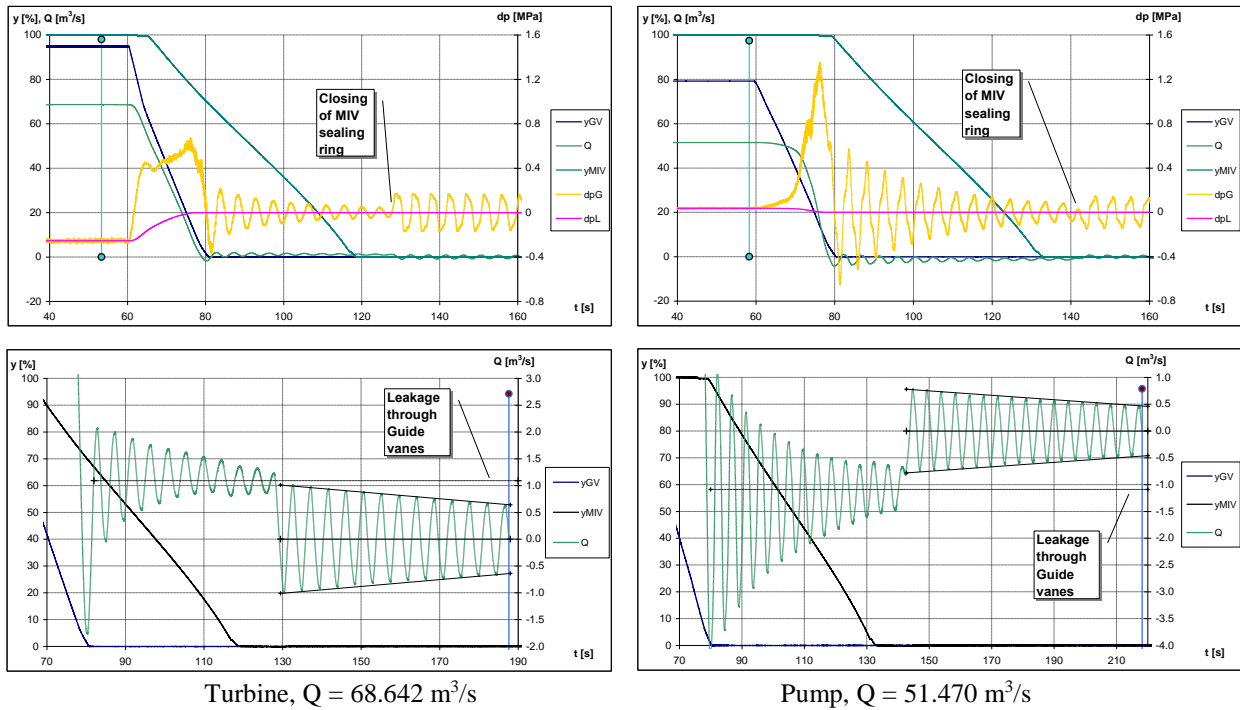 y [%], Q [m³/s]
dp [MPa]
120
100
80
60
40
20
0
-20
1.6
1.2
0.8
0.4
0
-0.4
-0.8
40
60
80
100
120
140
160
t [s]
Closing
of MIV
sealing
ring
yGV
Q
yMIV
dpG
dpL
y [%], Q [m³/s]
dp [MPa]
100
80
60
40
20
0
-20
1.6
1.2
0.8
0.4
0
-0.4
-0.8
40
60
80
100
120
140
160
t [s]
Closing
of MIV
sealing
ring
yGV
Q
yMIV
dpG
dpL
y [%]
Q [m³/s]
100
90
80
70
60
50
40
30
20
10
0
3.0
2.5
2.0
1.5
1.0
0.5
0.0
-0.5
-1.0
-1.5
-2.0
70
90
110
130
150
170
190
t [s]
Leakage
through
Guide
vanes
yGV
yMIV
Q
y [%]
Q [m³/s]
100
90
80
70
60
50
40
30
20
10
0
1.0
0.5
0.0
-0.5
-1.0
-1.5
-2.0
-2.5
-3.0
-3.5
-4.0
70
90
110
130
150
170
190
210
t [s]
Leakage
through
Guide
vanes
yGV
yMIV
Q
Turbine, Q = 68.642 m³/s
Pump, Q = 51.470 m³/s